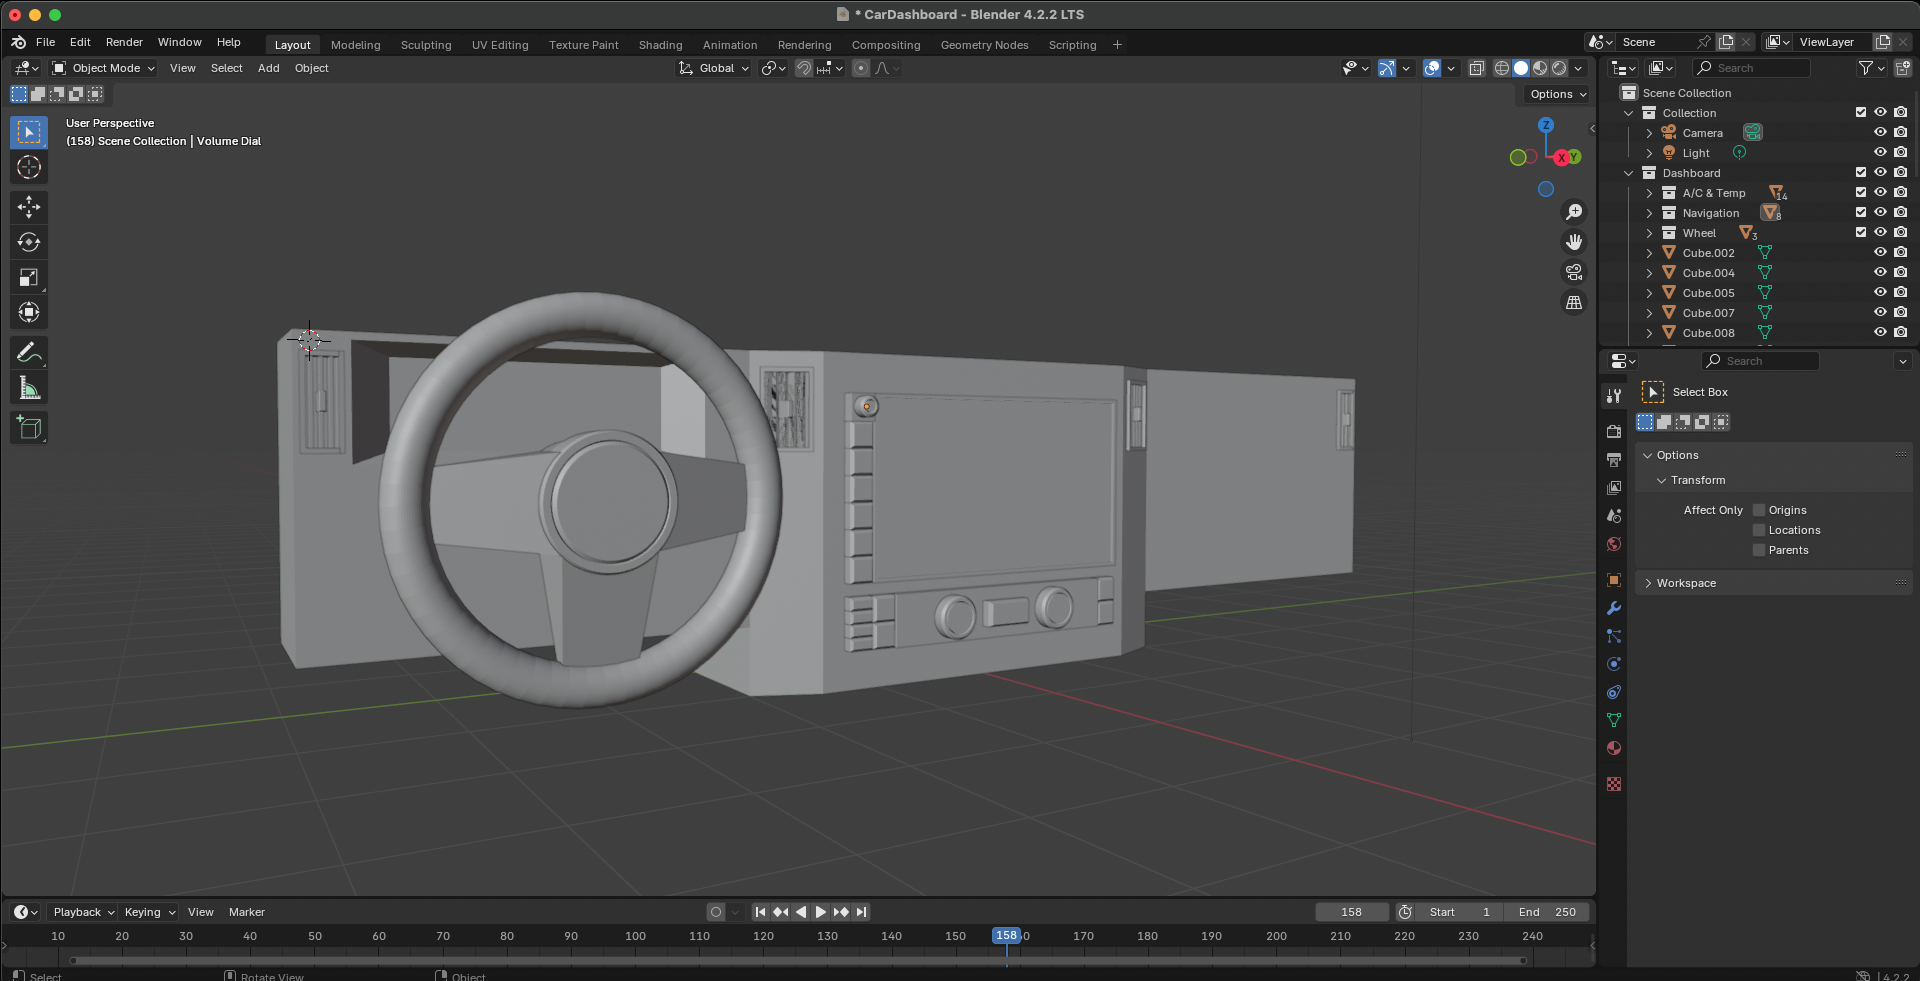 * CarDashboard - Blender 4.2.2 LTS
File Edit Render Window Help Layout Modeling Sculpting UV Editing Texture Paint Shading Animation Rendering Compositing Geometry Nodes Scripting + Scene ViewLayer
Object Mode View Select Add Object Global Search
Options
User Perspective
(158) Scene Collection | Volume Dial
Z
X Y
Scene Collection
Collection
Camera
Light
Dashboard
A/C & Temp 14
Navigation 8
Wheel 3
Cube.002
Cube.004
Cube.005
Cube.007
Cube.008
Search
Select Box
Options
Transform
Affect Only Origins
Locations
Parents
Workspace
Playback Keying View Marker 158 Start 1 End 250
10 20 30 40 50 60 70 80 90 100 110 120 130 140 150 158 170 180 190 200 210 220 230 240
Select Rotate View Object 4.2.2